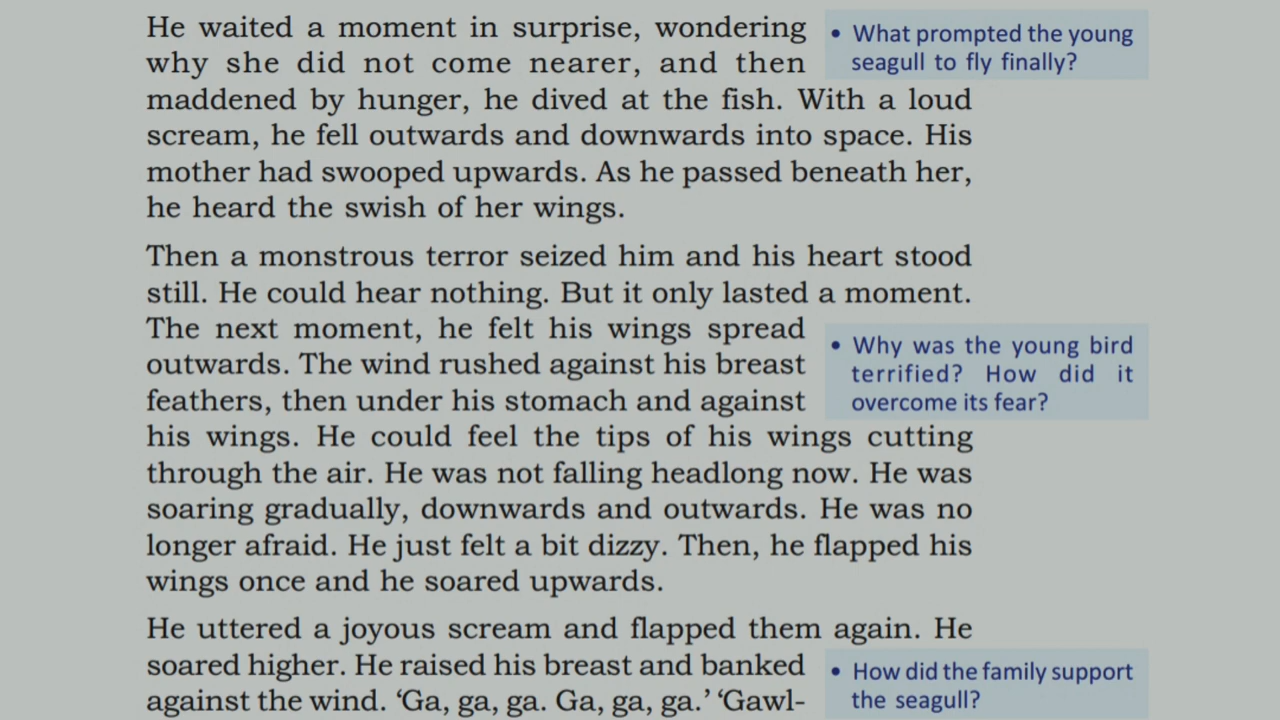 He waited a moment in surprise, wondering
why she did not come nearer, and then
maddened by hunger, he dived at the fish. With a loud
scream, he fell outwards and downwards into space. His
mother had swooped upwards. As he passed beneath her,
he heard the swish of her wings.
• What prompted the young
seagull to fly finally?
Then a monstrous terror seized him and his heart stood
still. He could hear nothing. But it only lasted a moment.
The next moment, he felt his wings spread
outwards. The wind rushed against his breast
feathers, then under his stomach and against
his wings. He could feel the tips of his wings cutting
through the air. He was not falling headlong now. He was
soaring gradually, downwards and outwards. He was no
longer afraid. He just felt a bit dizzy. Then, he flapped his
wings once and he soared upwards.
• Why was the young bird
terrified? How did it
overcome its fear?
He uttered a joyous scream and flapped them again. He
soared higher. He raised his breast and banked
against the wind. ‘Ga, ga, ga. Ga, ga, ga.’ ‘Gawl-
• How did the family support
the seagull?